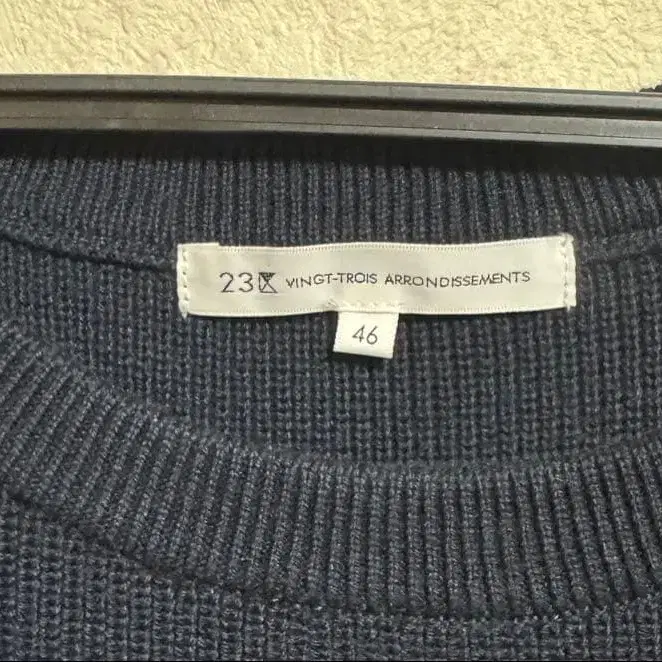 23区 VINGT-TROIS ARRONDISSEMENTS
46